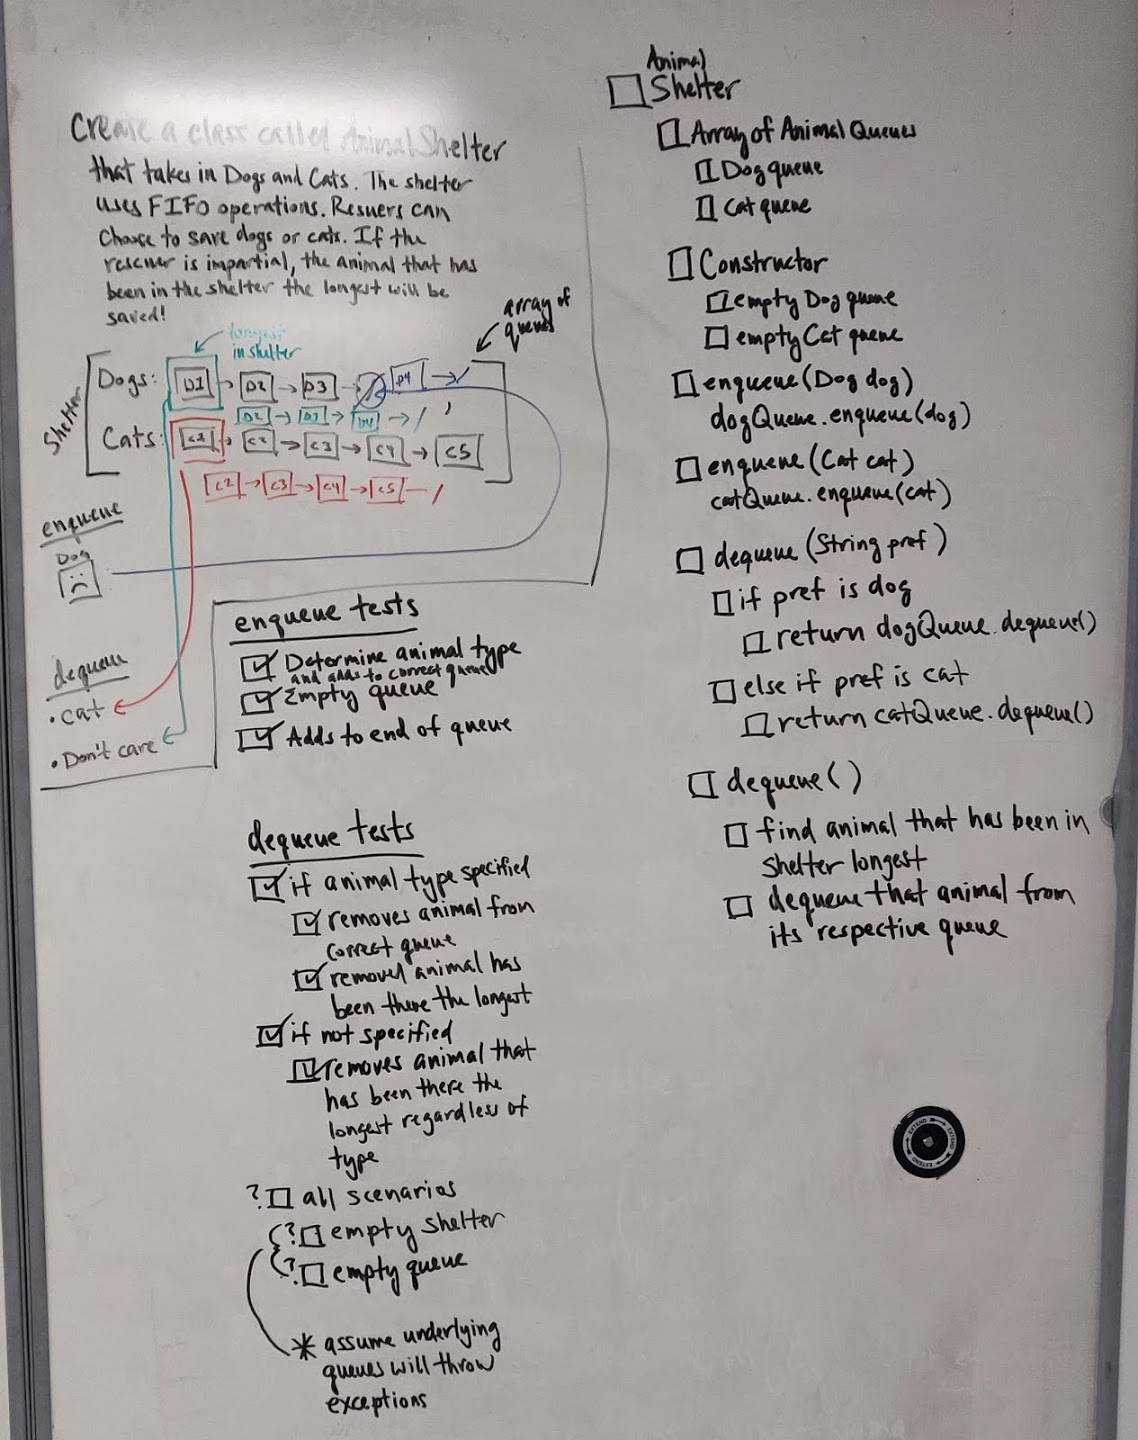 Create a class called Animal Shelter
that takes in Dogs and Cats. The shelter
uses FIFO operations. Resuers can
choose to save dogs or cats. If the
rescuer is impartial, the animal that has
been in the shelter the longest will be
saved!
longest
in shelter
array of
queues
Shelter
Dogs: D1 D2 D3 D4
D2 D3 D4
Cats: C1 C2 C3 C4 C5
C2 C3 C4 C5
enqueue
Dog
dequeue
• cat
• Don't care
enqueue tests
Determine animal type
and adds to correct queue
Empty queue
Adds to end of queue
dequeue tests
if animal type specified
removes animal from
correct queue
removed animal has
been there the longest
if not specified
removes animal that
has been there the
longest regardless of
type
? all scenarios
? empty shelter
? empty queue
* assume underlying
queues will throw
exceptions
Animal
Shelter
Array of Animal Queues
Dog queue
Cat queue
Constructor
empty Dog queue
empty Cat queue
enqueue (Dog dog)
dogQueue.enqueue(dog)
enqueue (Cat cat)
catQueue.enqueue(cat)
dequeue (String pref)
if pref is dog
return dogQueue.dequeue()
else if pref is cat
return catQueue.dequeue()
dequeue()
find animal that has been in
shelter longest
dequeue that animal from
its respective queue
EXTEND EXTEND EXTEND